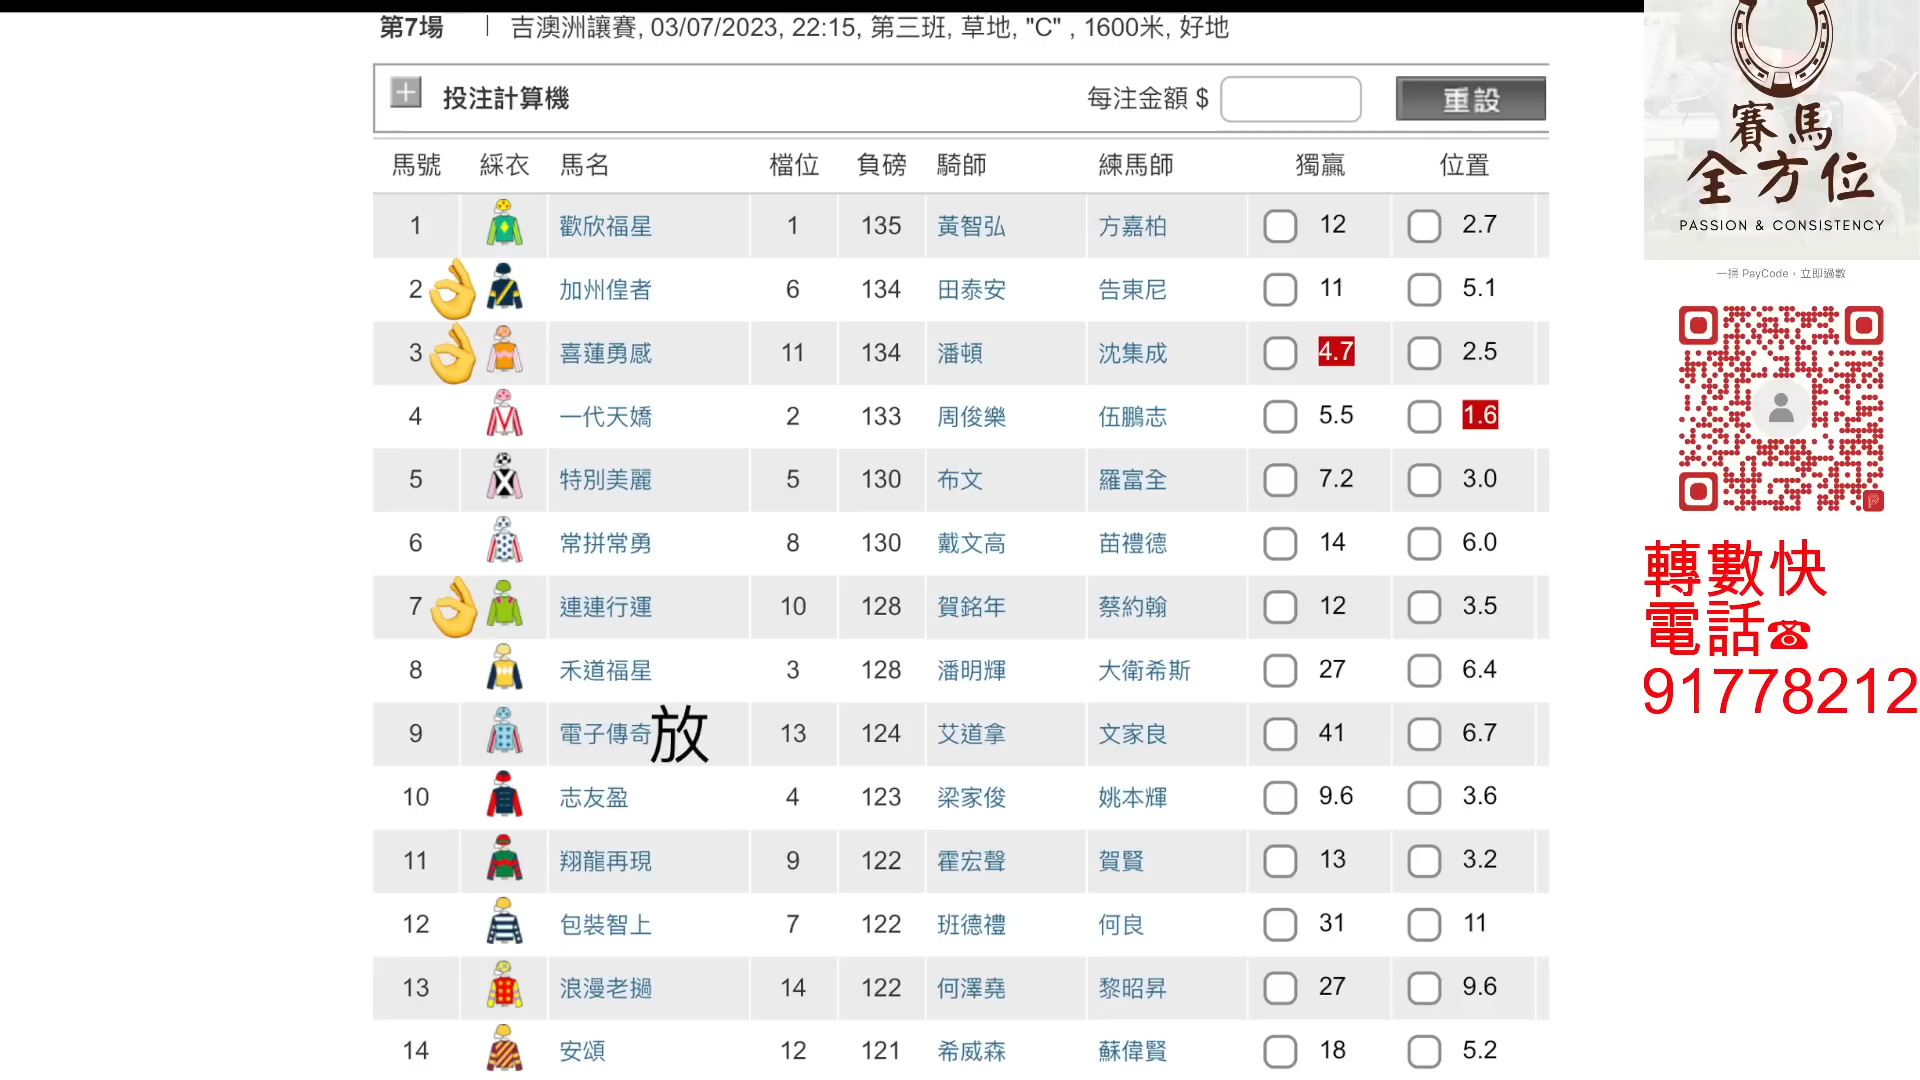 第7場 | 吉澳洲讓賽, 03/07/2023, 22:15, 第三班, 草地, "C" , 1600米, 好地
投注計算機 每注金額 $ 重設
馬號 綵衣 馬名 檔位 負磅 騎師 練馬師 獨贏 位置
1 歡欣福星 1 135 黃智弘 方嘉柏 12 2.7
2 加州偟者 6 134 田泰安 告東尼 11 5.1
3 喜蓮勇感 11 134 潘頓 沈集成 4.7 2.5
4 一代天嬌 2 133 周俊樂 伍鵬志 5.5 1.6
5 特別美麗 5 130 布文 羅富全 7.2 3.0
6 常拼常勇 8 130 戴文高 苗禮德 14 6.0
7 連連行運 10 128 賀銘年 蔡約翰 12 3.5
8 禾道福星 3 128 潘明輝 大衛希斯 27 6.4
9 電子傳奇 放 13 124 艾道拿 文家良 41 6.7
10 志友盈 4 123 梁家俊 姚本輝 9.6 3.6
11 翔龍再現 9 122 霍宏聲 賀賢 13 3.2
12 包裝智上 7 122 班德禮 何良 31 11
13 浪漫老撾 14 122 何澤堯 黎昭昇 27 9.6
14 安頌 12 121 希威森 蘇偉賢 18 5.2
賽馬
全方位
PASSION & CONSISTENCY
一掃 PayCode，立即過數
轉數快
電話☎
91778212